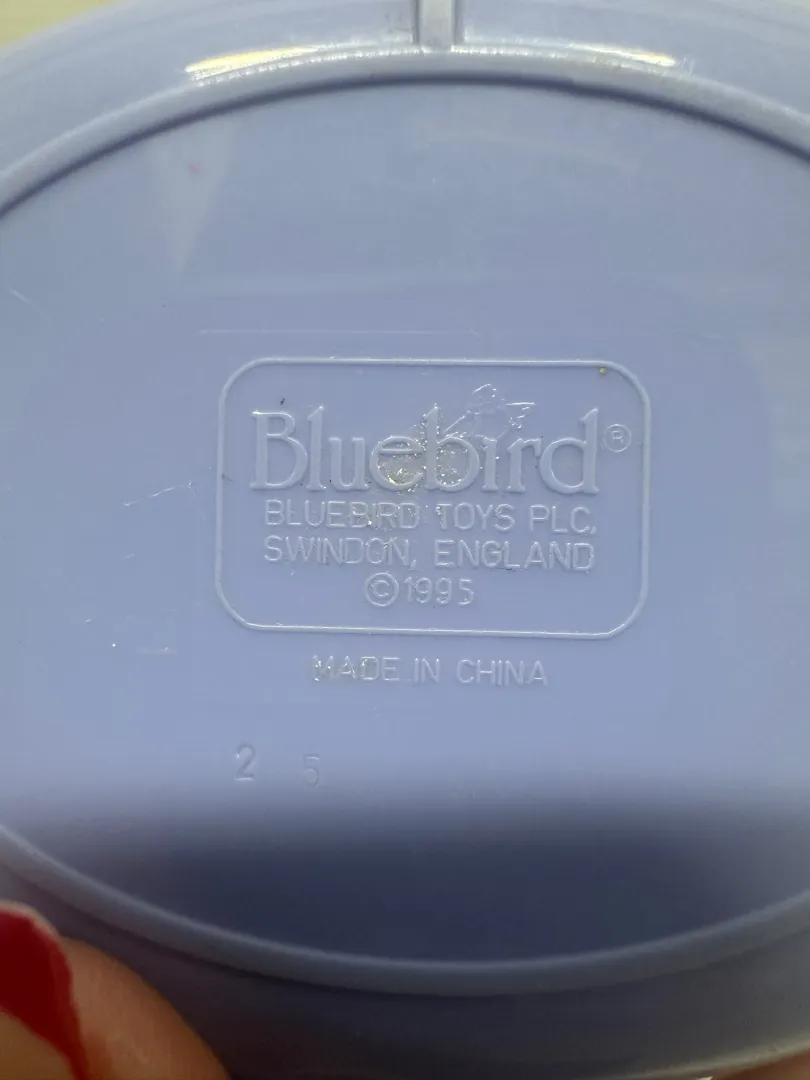 Bluebird®
BLUEBIRD TOYS PLC,
SWINDON, ENGLAND
©1995
MADE IN CHINA
2 5